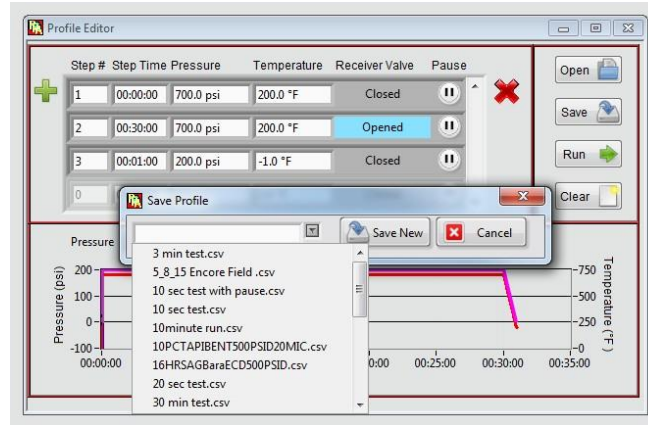 Profile Editor
Step # Step Time Pressure Temperature Receiver Valve Pause
1 00:00:00 700.0 psi 200.0 °F Closed
2 00:30:00 700.0 psi 200.0 °F Opened
3 00:01:00 200.0 psi -1.0 °F Closed
0
Open
Save
Run
Clear
Save Profile
Save New
Cancel
3 min test.csv
5_8_15 Encore Field .csv
10 sec test with pause.csv
10 sec test.csv
10minute run.csv
10PCTAPIBENT500PSID20MIC.csv
16HRSAGBaraECD500PSID.csv
20 sec test.csv
30 min test.csv
Pressure
Pressure (psi)
200
100
0
-100
750
500
250
0
Temperature (°F )
00:00:00 0:00 00:25:00 00:30:00 00:35:00